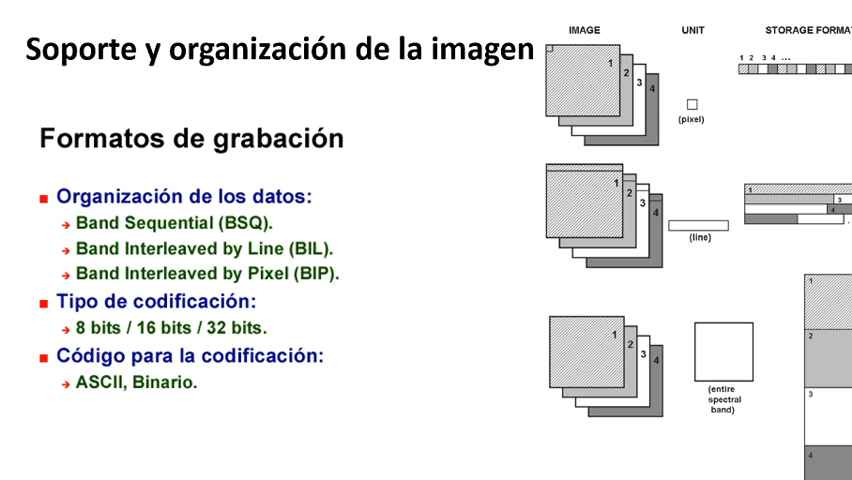 Soporte y organización de la imagen
Formatos de grabación
Organización de los datos:
Band Sequential (BSQ).
Band Interleaved by Line (BIL).
Band Interleaved by Pixel (BIP).
Tipo de codificación:
8 bits / 16 bits / 32 bits.
Código para la codificación:
ASCII, Binario.
IMAGE UNIT STORAGE FORMA
1 2 3 4
(pixel)
1 2 3 4 ...
1 2 3 4
(line)
1
3
4
1 2 3 4
(entire
spectral
band)
1
2
3
4